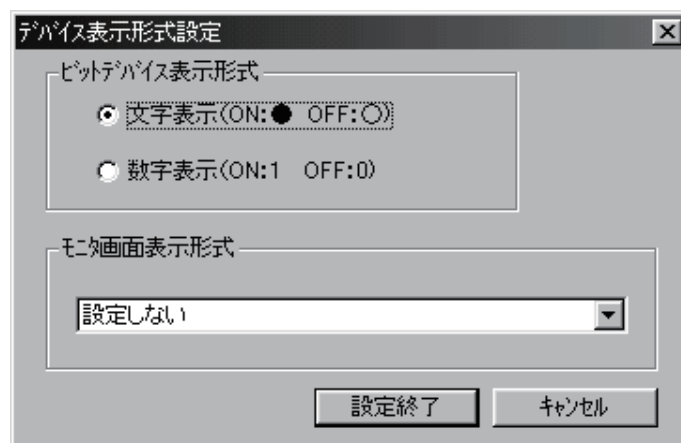 ﾃﾞﾊﾞｲｽ表示形式設定
ﾋﾞｯﾄﾃﾞﾊﾞｲｽ表示形式
文字表示(ON:● OFF:○)
数字表示(ON:1 OFF:0)
ﾓﾆﾀ画面表示形式
設定しない
設定終了
ｷｬﾝｾﾙ